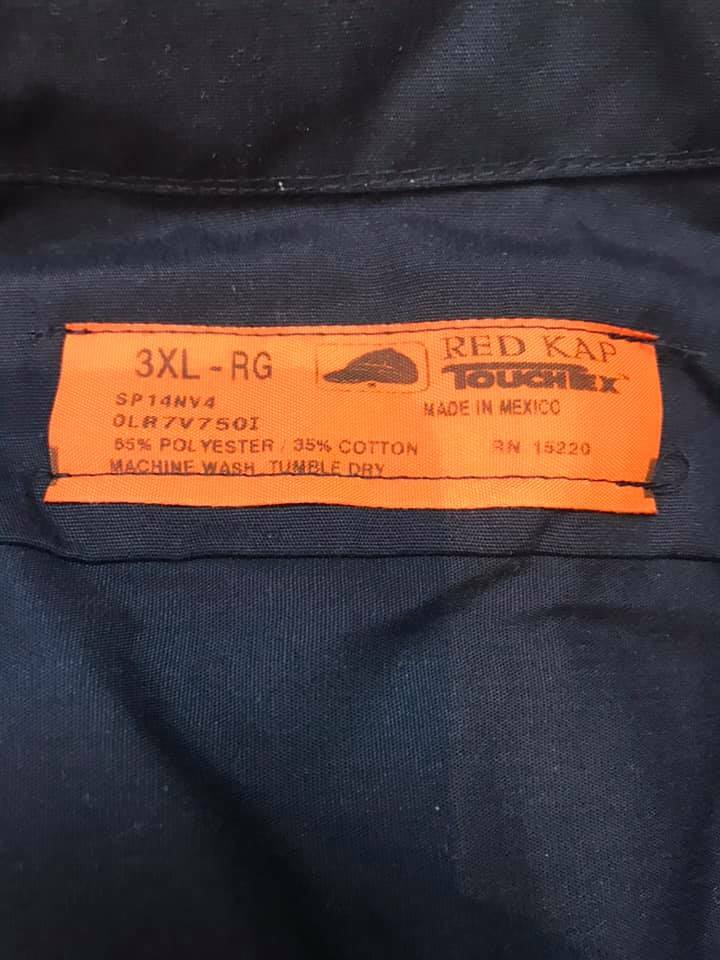 3XL - RG
RED KAP
TOUCHTEX™
SP14NV4
MADE IN MEXICO
0LR7V750I
65% POLYESTER / 35% COTTON
RN 15220
MACHINE WASH, TUMBLE DRY